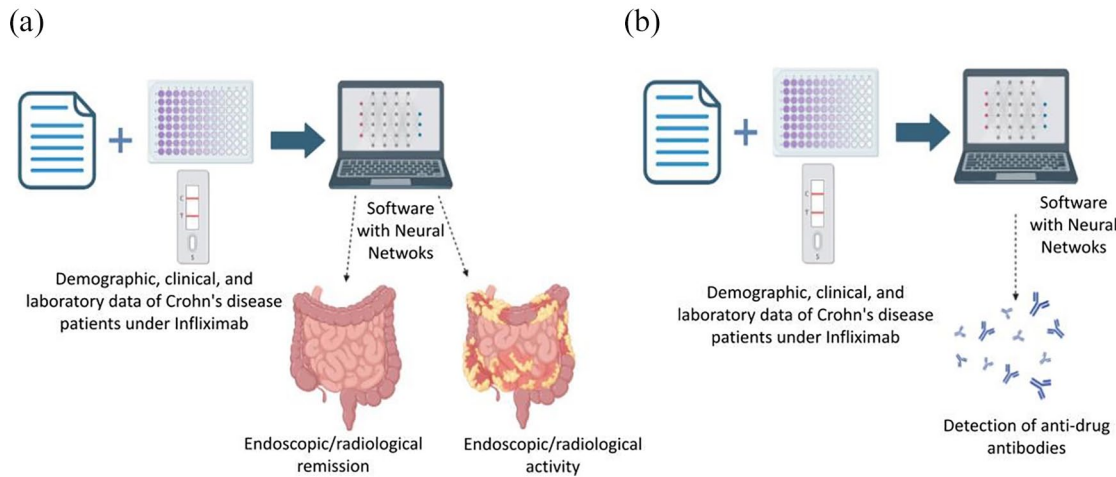 (a)
C
T
S
Software
with Neural
Netwoks
Demographic, clinical, and
laboratory data of Crohn's disease
patients under Infliximab
Endoscopic/radiological
remission
Endoscopic/radiological
activity
(b)
C
T
S
Software
with Neural
Netwoks
Demographic, clinical, and
laboratory data of Crohn's disease
patients under Infliximab
Detection of anti-drug
antibodies